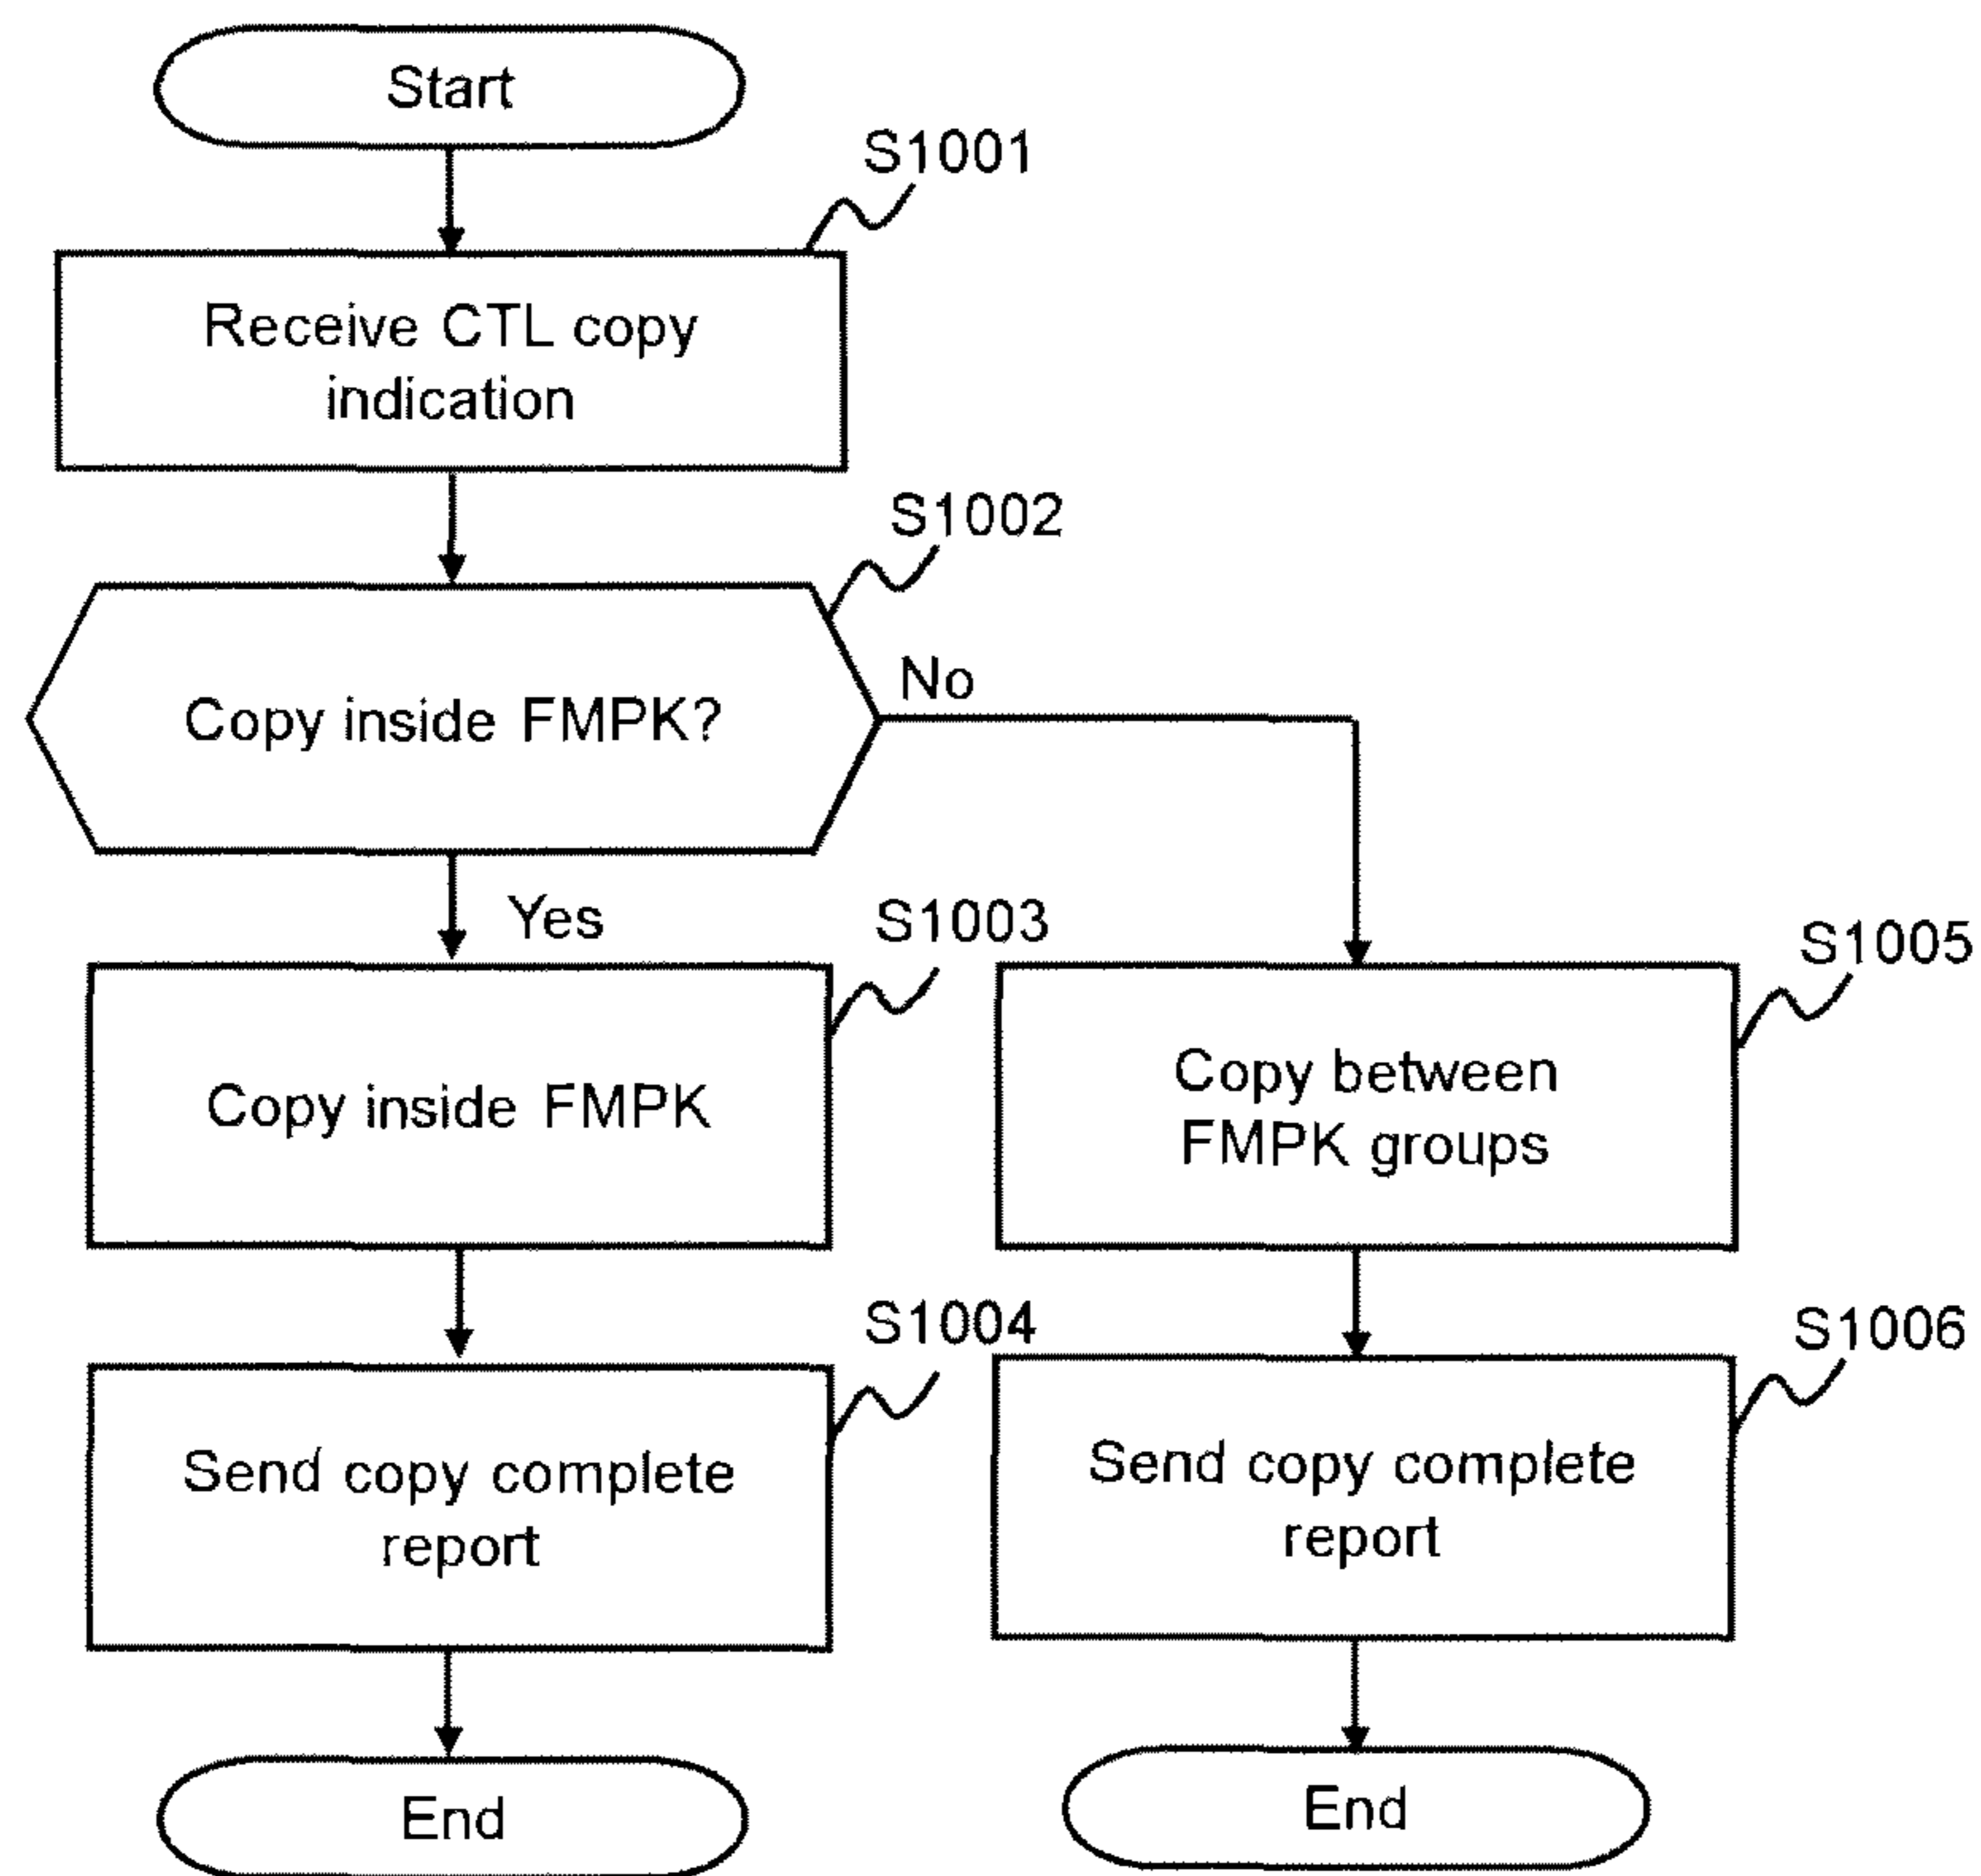 Start
S1001
Receive CTL copy
indication
S1002
Copy inside FMPK?
No
Yes
S1003
Copy inside FMPK
S1005
Copy between
FMPK groups
S1004
Send copy complete
report
S1006
Send copy complete
report
End
End